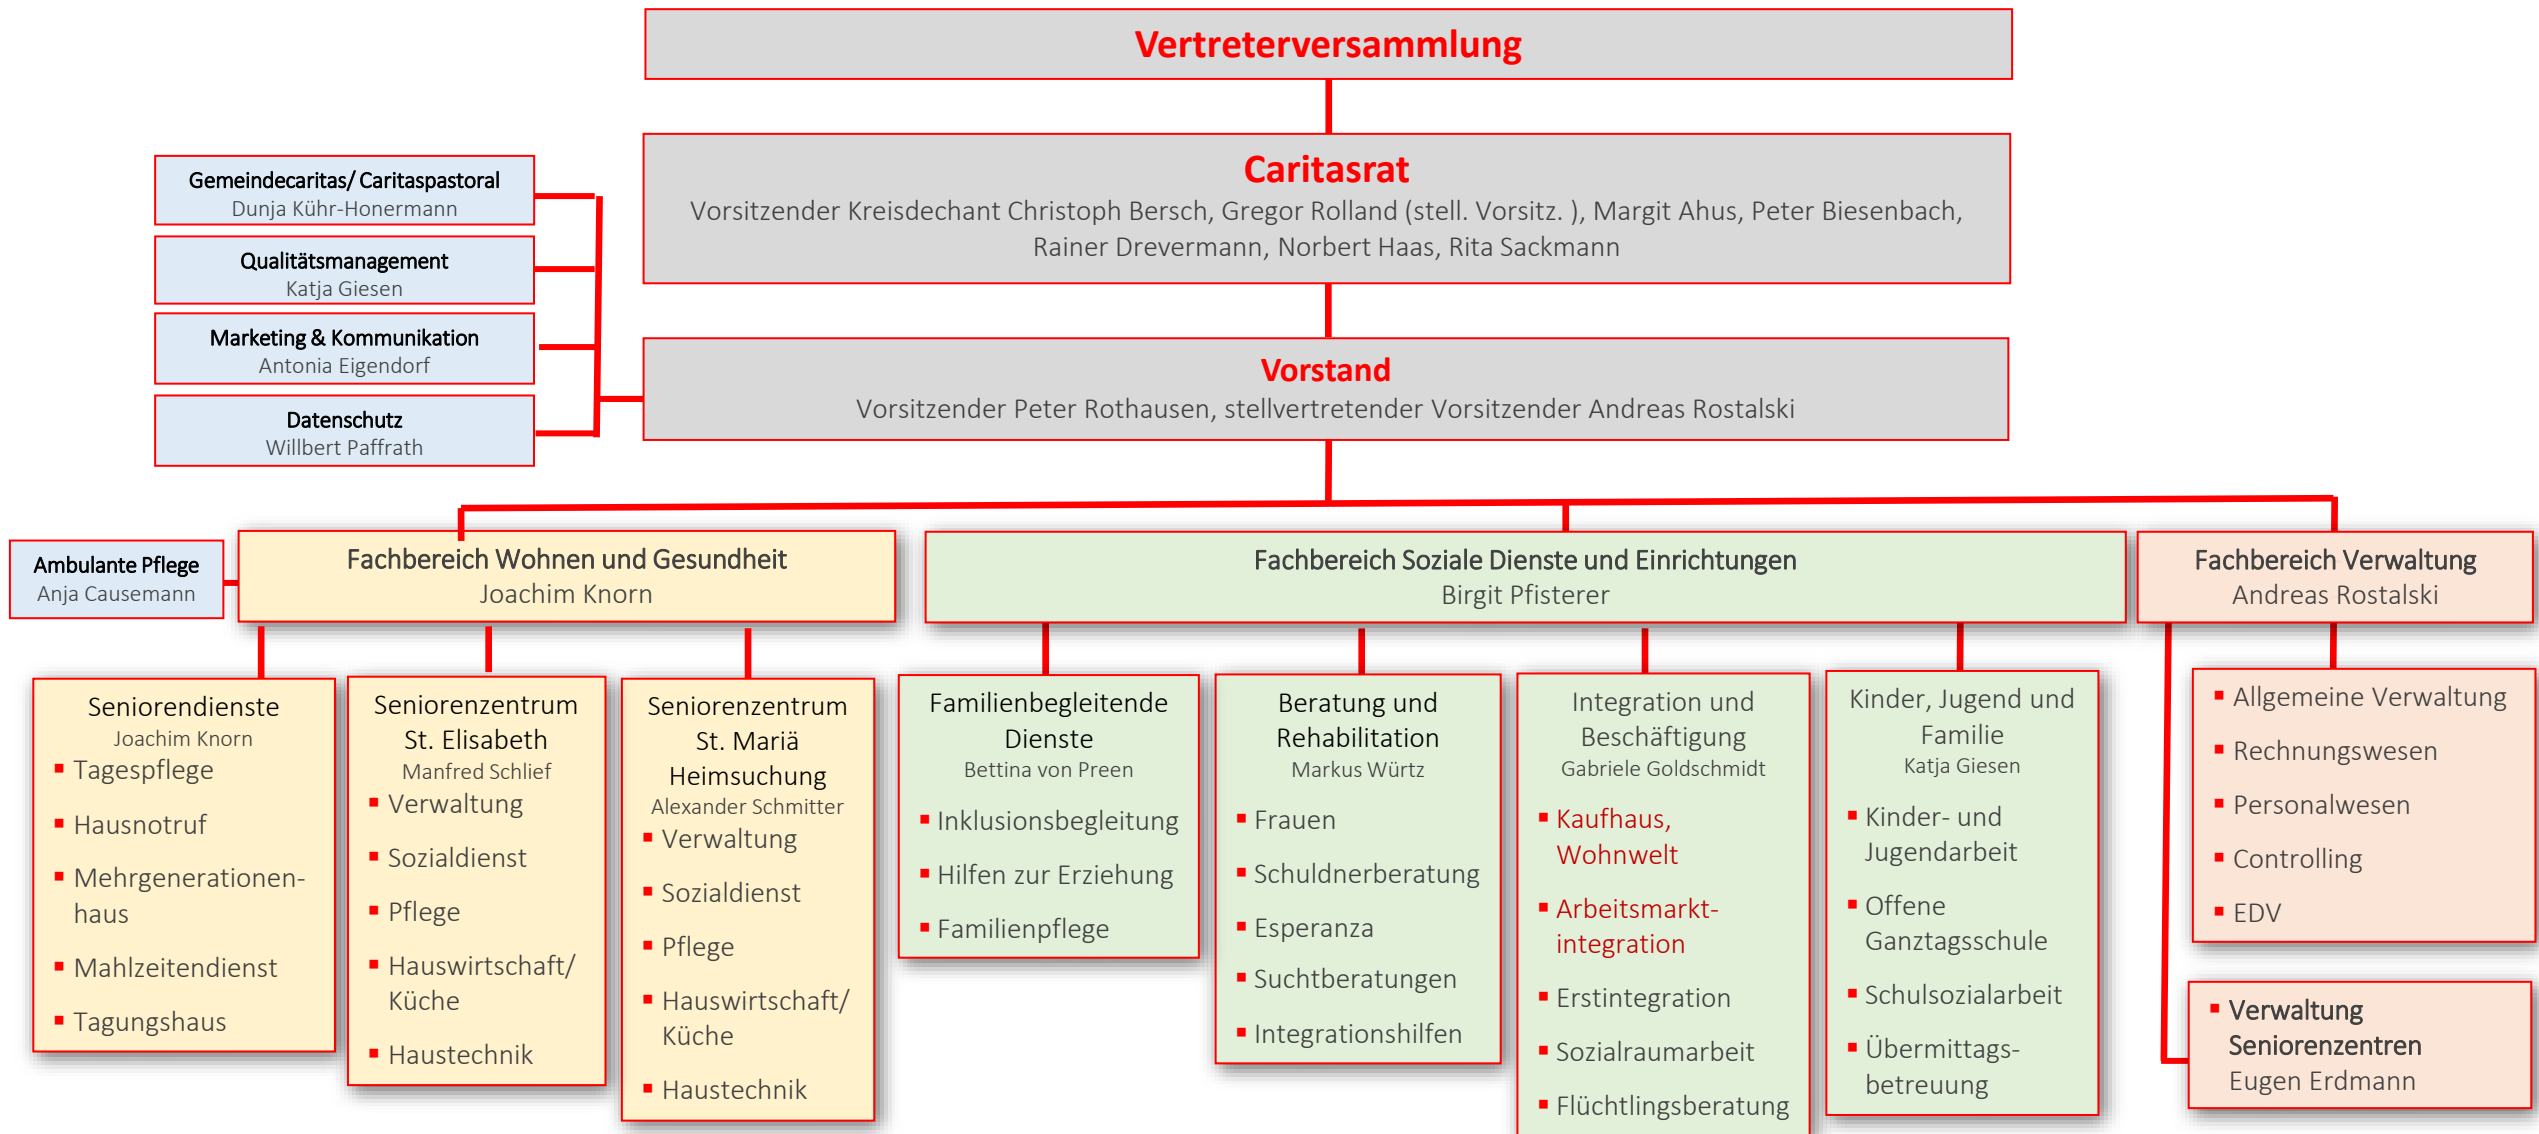 Vertreterversammlung
Caritasrat
Vorsitzender Kreisdechant Christoph Bersch, Gregor Rolland (stell. Vorsitz. ), Margit Ahus, Peter Biesenbach,
Rainer Drevermann, Norbert Haas, Rita Sackmann
Gemeindecaritas/ Caritaspastoral
Dunja Kühr-Honermann
Qualitätsmanagement
Katja Giesen
Marketing & Kommunikation
Antonia Eigendorf
Datenschutz
Willbert Paffrath
Vorstand
Vorsitzender Peter Rothausen, stellvertretender Vorsitzender Andreas Rostalski
Ambulante Pflege
Anja Causemann
Fachbereich Wohnen und Gesundheit
Joachim Knorn
Fachbereich Soziale Dienste und Einrichtungen
Birgit Pfisterer
Fachbereich Verwaltung
Andreas Rostalski
Seniorendienste
Joachim Knorn
▪ Tagespflege
▪ Hausnotruf
▪ Mehrgenerationen-
haus
▪ Mahlzeitendienst
▪ Tagungshaus
Seniorenzentrum
St. Elisabeth
Manfred Schlief
▪ Verwaltung
▪ Sozialdienst
▪ Pflege
▪ Hauswirtschaft/
Küche
▪ Haustechnik
Seniorenzentrum
St. Mariä
Heimsuchung
Alexander Schmitter
▪ Verwaltung
▪ Sozialdienst
▪ Pflege
▪ Hauswirtschaft/
Küche
▪ Haustechnik
Familienbegleitende
Dienste
Bettina von Preen
▪ Inklusionsbegleitung
▪ Hilfen zur Erziehung
▪ Familienpflege
Beratung und
Rehabilitation
Markus Würtz
▪ Frauen
▪ Schuldnerberatung
▪ Esperanza
▪ Suchtberatungen
▪ Integrationshilfen
Integration und
Beschäftigung
Gabriele Goldschmidt
▪ Kaufhaus,
Wohnwelt
▪ Arbeitsmarkt-
integration
▪ Erstintegration
▪ Sozialraumarbeit
▪ Flüchtlingsberatung
Kinder, Jugend und
Familie
Katja Giesen
▪ Kinder- und
Jugendarbeit
▪ Offene
Ganztagsschule
▪ Schulsozialarbeit
▪ Übermittags-
betreuung
▪ Allgemeine Verwaltung
▪ Rechnungswesen
▪ Personalwesen
▪ Controlling
▪ EDV
▪ Verwaltung
Seniorenzentren
Eugen Erdmann